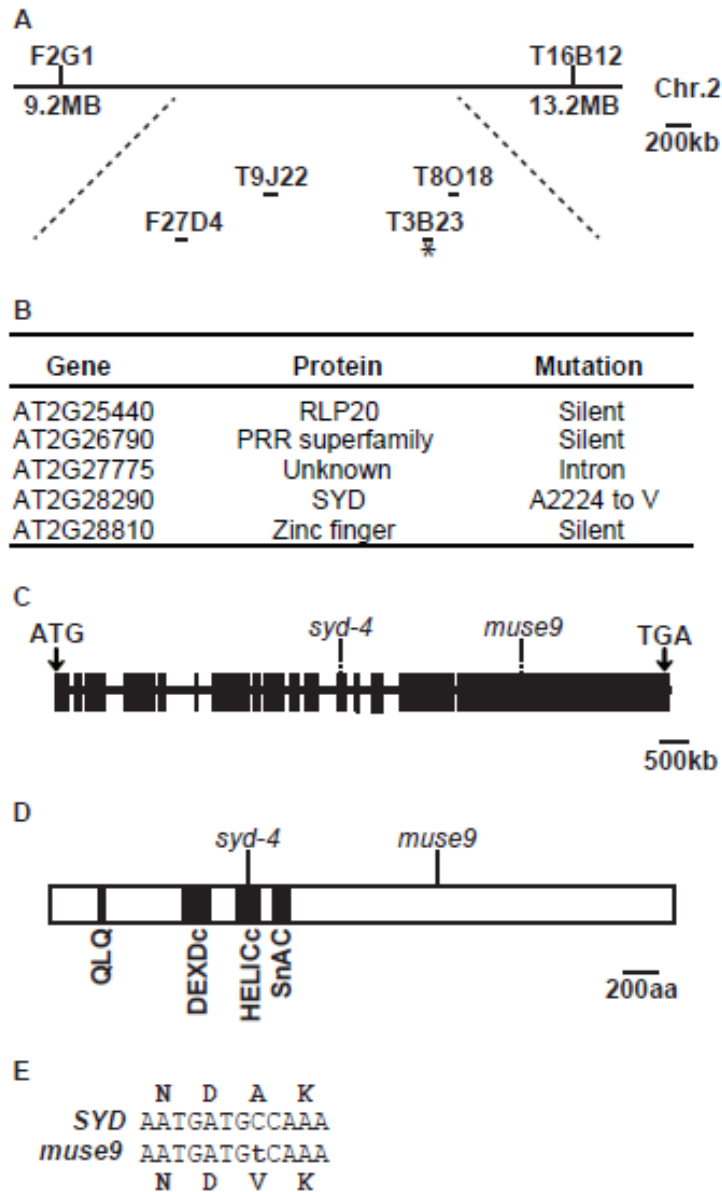 A
F2G1 T16B12
Chr.2
9.2MB 13.2MB
200kb
T9J22 T8O18
F27D4 T3B23
*
B
Gene Protein Mutation
AT2G25440 RLP20 Silent
AT2G26790 PRR superfamily Silent
AT2G27775 Unknown Intron
AT2G28290 SYD A2224 to V
AT2G28810 Zinc finger Silent
C
syd-4 muse9
ATG TGA
500kb
D
syd-4 muse9
QLQ DEXDc HELICc SnAC
200aa
E
N D A K
SYD AATGATGCCAAA
muse9 AATGATGtCAAA
N D V K